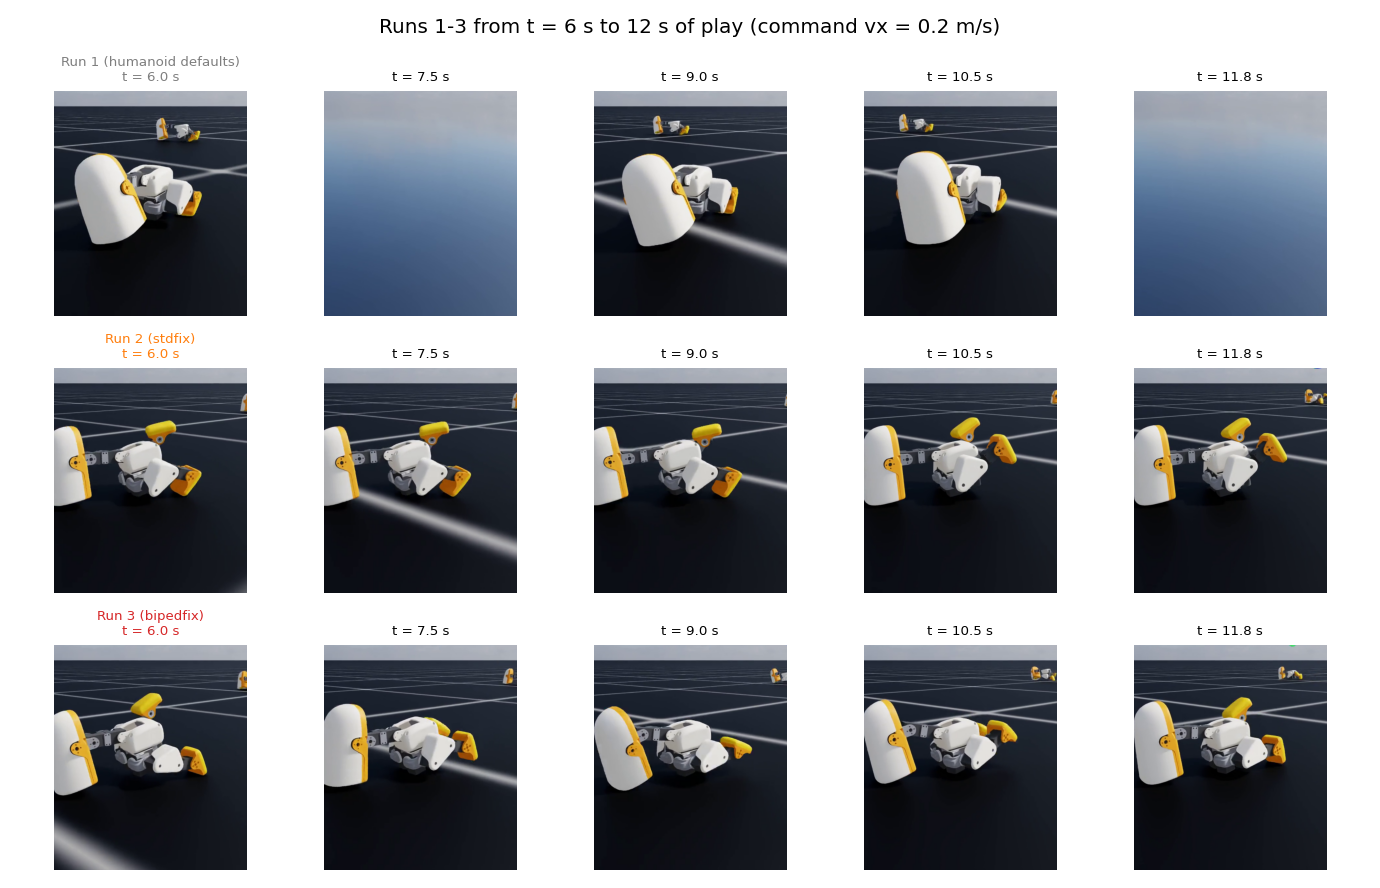 Runs 1-3 from t = 6 s to 12 s of play (command vx = 0.2 m/s)
Run 1 (humanoid defaults)
t = 6.0 s
t = 7.5 s
t = 9.0 s
t = 10.5 s
t = 11.8 s
Run 2 (stdfix)
t = 6.0 s
t = 7.5 s
t = 9.0 s
t = 10.5 s
t = 11.8 s
Run 3 (bipedfix)
t = 6.0 s
t = 7.5 s
t = 9.0 s
t = 10.5 s
t = 11.8 s